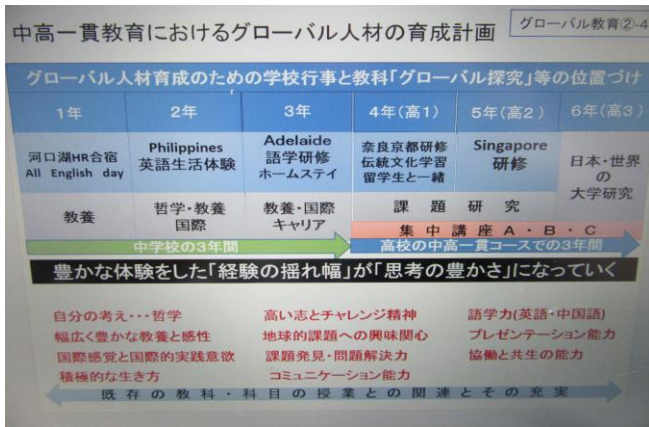 中高一貫教育におけるグローバル人材の育成計画
グローバル教育②-4
グローバル人材育成のための学校行事と教科「グローバル探究」等の位置づけ
1年 2年 3年 4年(高1) 5年(高2) 6年(高3)
河口湖HR合宿
All English day
Philippines
英語生活体験
Adelaide
語学研修
ホームステイ
奈良京都研修
伝統文化学習
留学生と一緒
Singapore
研修
日本・世界
の
大学研究
教養
哲学・教養
国際
教養・国際
キャリア
課題研究
集中講座A・B・C
中学校の3年間
高校の中高一貫コースでの3年間
豊かな体験をした「経験の揺れ幅」が「思考の豊かさ」になっていく
自分の考え・・・哲学
幅広く豊かな教養と感性
国際感覚と国際的実践意欲
積極的な生き方
高い志とチャレンジ精神
地球的課題への興味関心
課題発見・問題解決力
コミュニケーション能力
語学力(英語・中国語)
プレゼンテーション能力
協働と共生の能力
既存の教科・科目の授業との関連とその充実